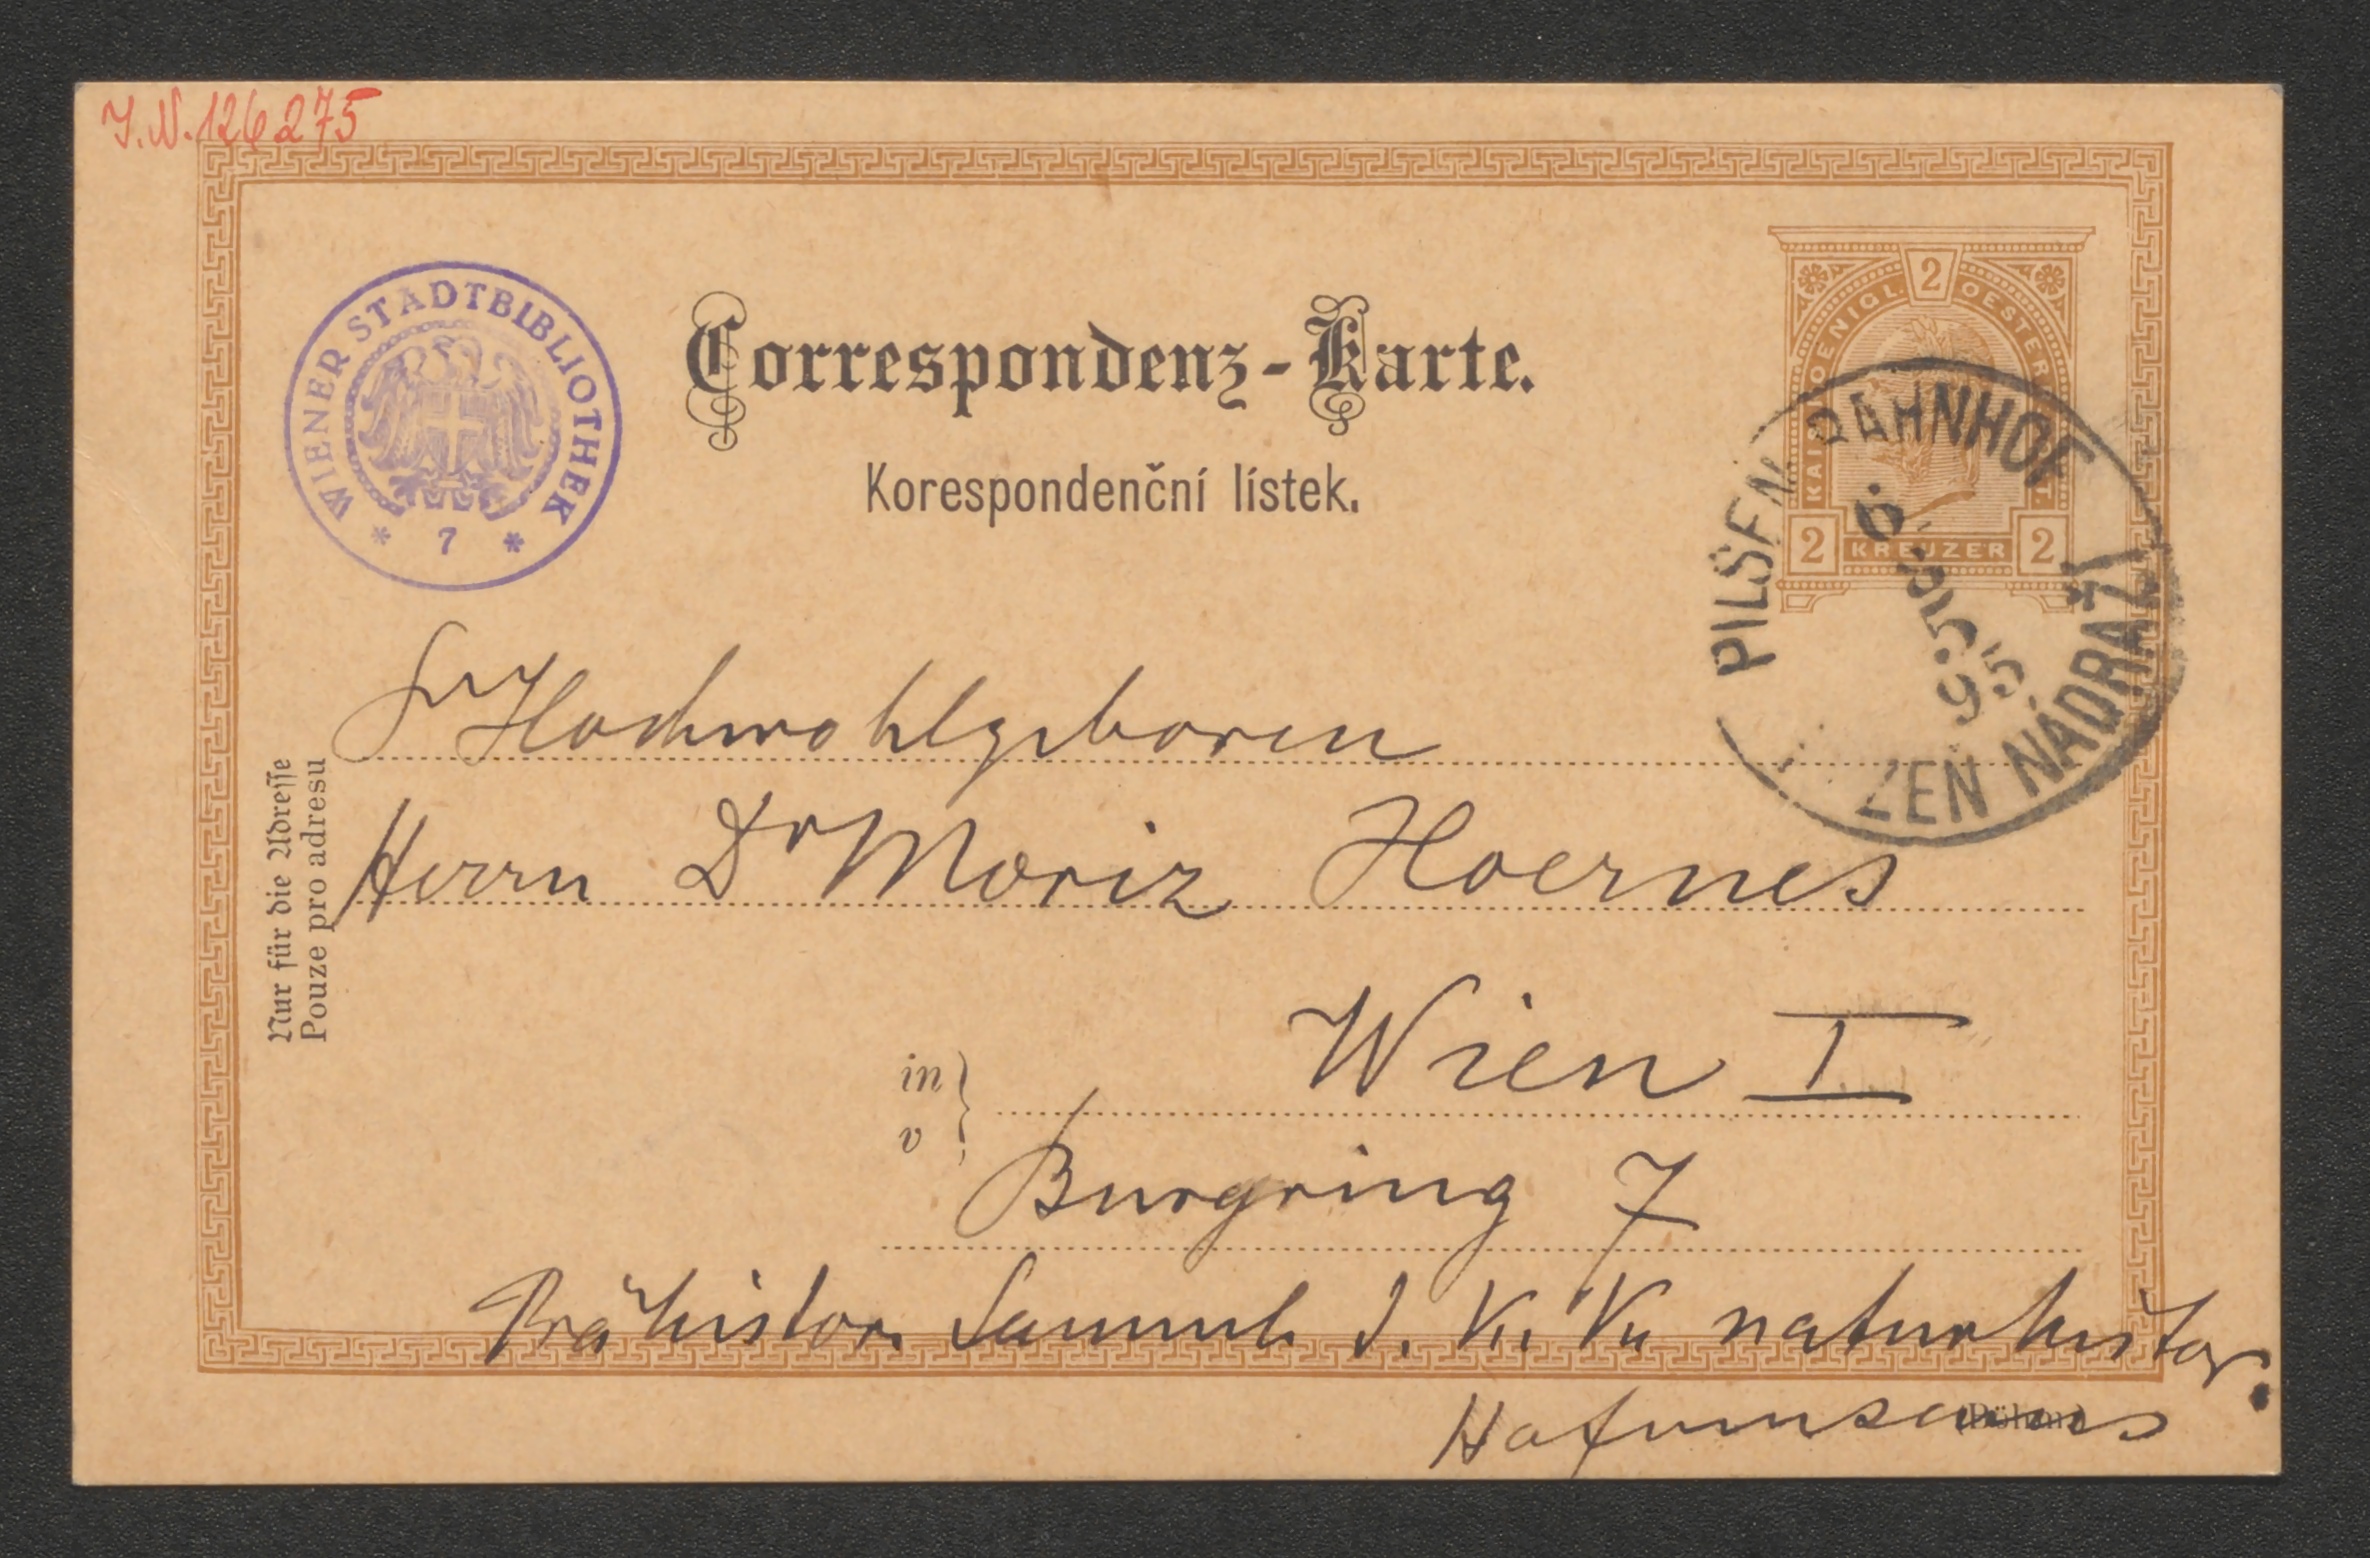 I.N. 126275
WIENER STADTBIBLIOTHEK
* 7 *
Correspondenz-Karte.
Korespondenční lístek.
2
KAIS. KOENIGL. OESTERR.
2 KREUZER 2
PILSEN BAHNHOF
95
ZEN NÁDRAŽÍ
Nur für die Adresse
Pouze pro adresu
Sr Hochwohlgeboren
Herrn Dr Moriz Hoernes
in
v
Wien I
Burgring 7
Prähistor. Samml. d. K. K. naturhistor.
Hofmuseums
(Böhm.)